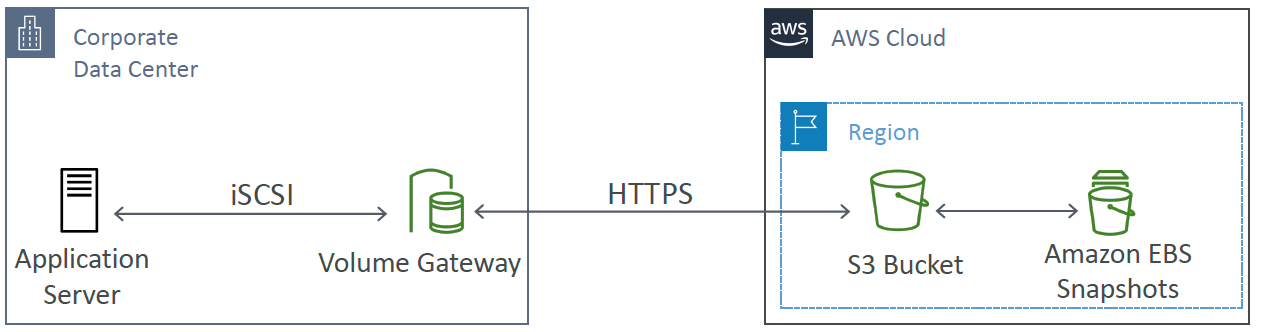 Corporate
Data Center
aws
AWS Cloud
Region
iSCSI
HTTPS
Application
Server
Volume Gateway
S3 Bucket
Amazon EBS
Snapshots